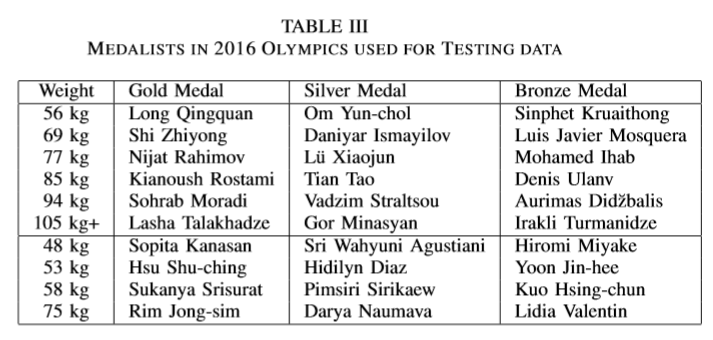 TABLE III
MEDALISTS IN 2016 OLYMPICS USED FOR TESTING DATA
Weight Gold Medal Silver Medal Bronze Medal
56 kg Long Qingquan Om Yun-chol Sinphet Kruaithong
69 kg Shi Zhiyong Daniyar Ismayilov Luis Javier Mosquera
77 kg Nijat Rahimov Lü Xiaojun Mohamed Ihab
85 kg Kianoush Rostami Tian Tao Denis Ulanv
94 kg Sohrab Moradi Vadzim Straltsou Aurimas Didžbalis
105 kg+ Lasha Talakhadze Gor Minasyan Irakli Turmanidze
48 kg Sopita Kanasan Sri Wahyuni Agustiani Hiromi Miyake
53 kg Hsu Shu-ching Hidilyn Diaz Yoon Jin-hee
58 kg Sukanya Srisurat Pimsiri Sirikaew Kuo Hsing-chun
75 kg Rim Jong-sim Darya Naumava Lidia Valentin